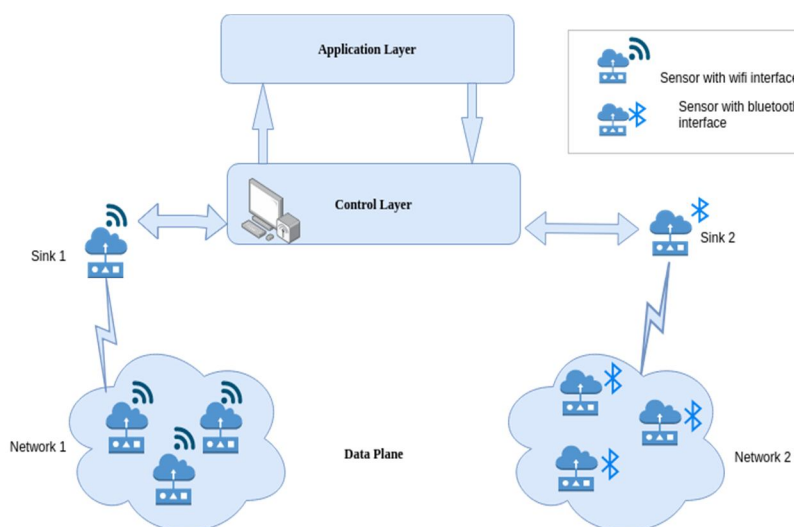 Application Layer
Sensor with wifi interface
Sensor with bluetooth
interface
Control Layer
Sink 1
Sink 2
Network 1
Data Plane
Network 2